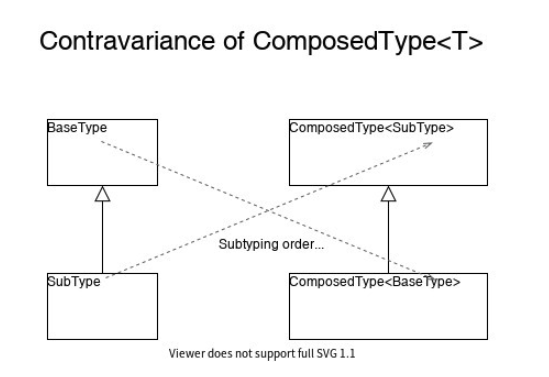 Contravariance of ComposedType<T>
BaseType
ComposedType<SubType>
Subtyping order...
SubType
ComposedType<BaseType>
Viewer does not support full SVG 1.1